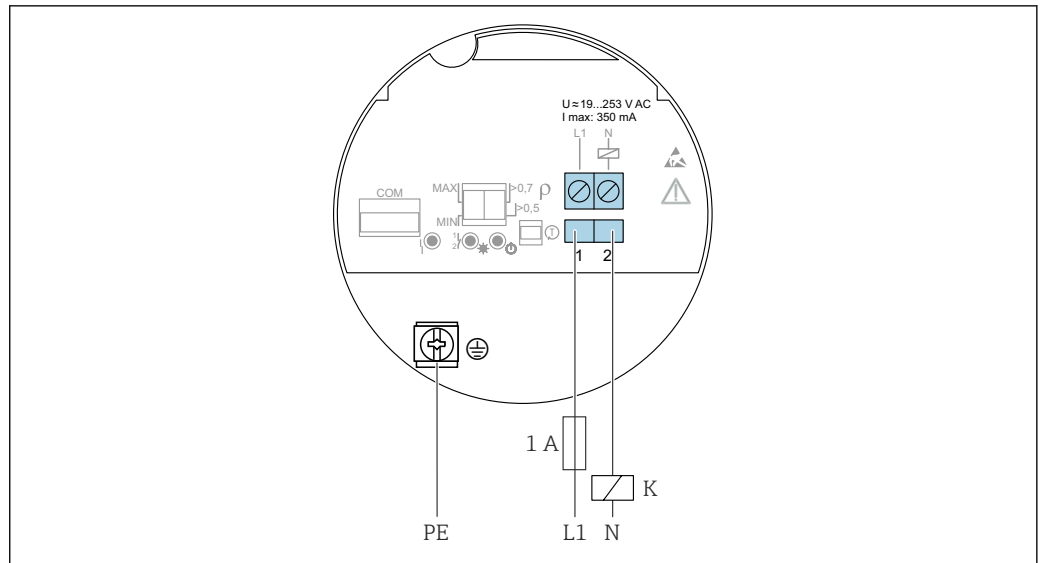 U≈19...253 V AC
I max: 350 mA
L1 N
COM
MAX >0,7 ρ
>0,5
MIN
1
2
T
1 2
1 A
K
PE L1 N